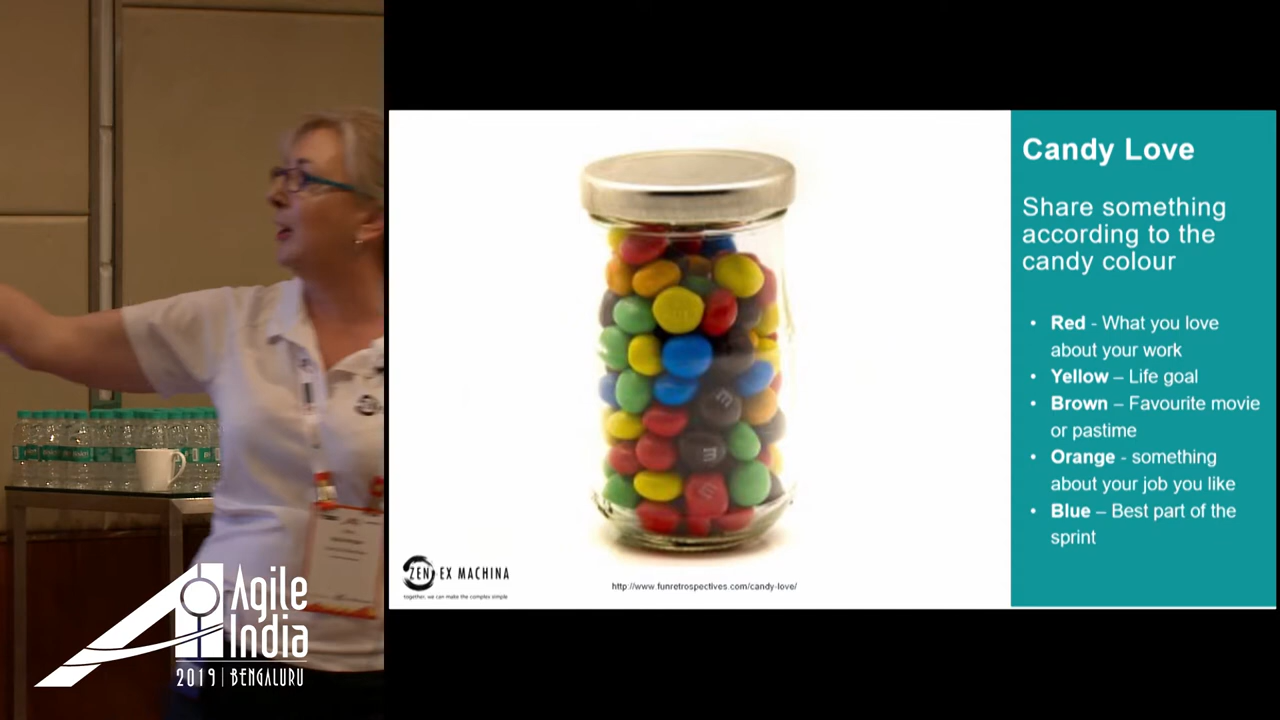 Candy Love
Share something
according to the
candy colour
• Red - What you love
about your work
• Yellow – Life goal
• Brown – Favourite movie
or pastime
• Orange - something
about your job you like
• Blue – Best part of the
sprint
ZEN EX MACHINA
together, we can make the complex simple
http://www.funretrospectives.com/candy-love/
Agile
India
2019 | BENGALURU